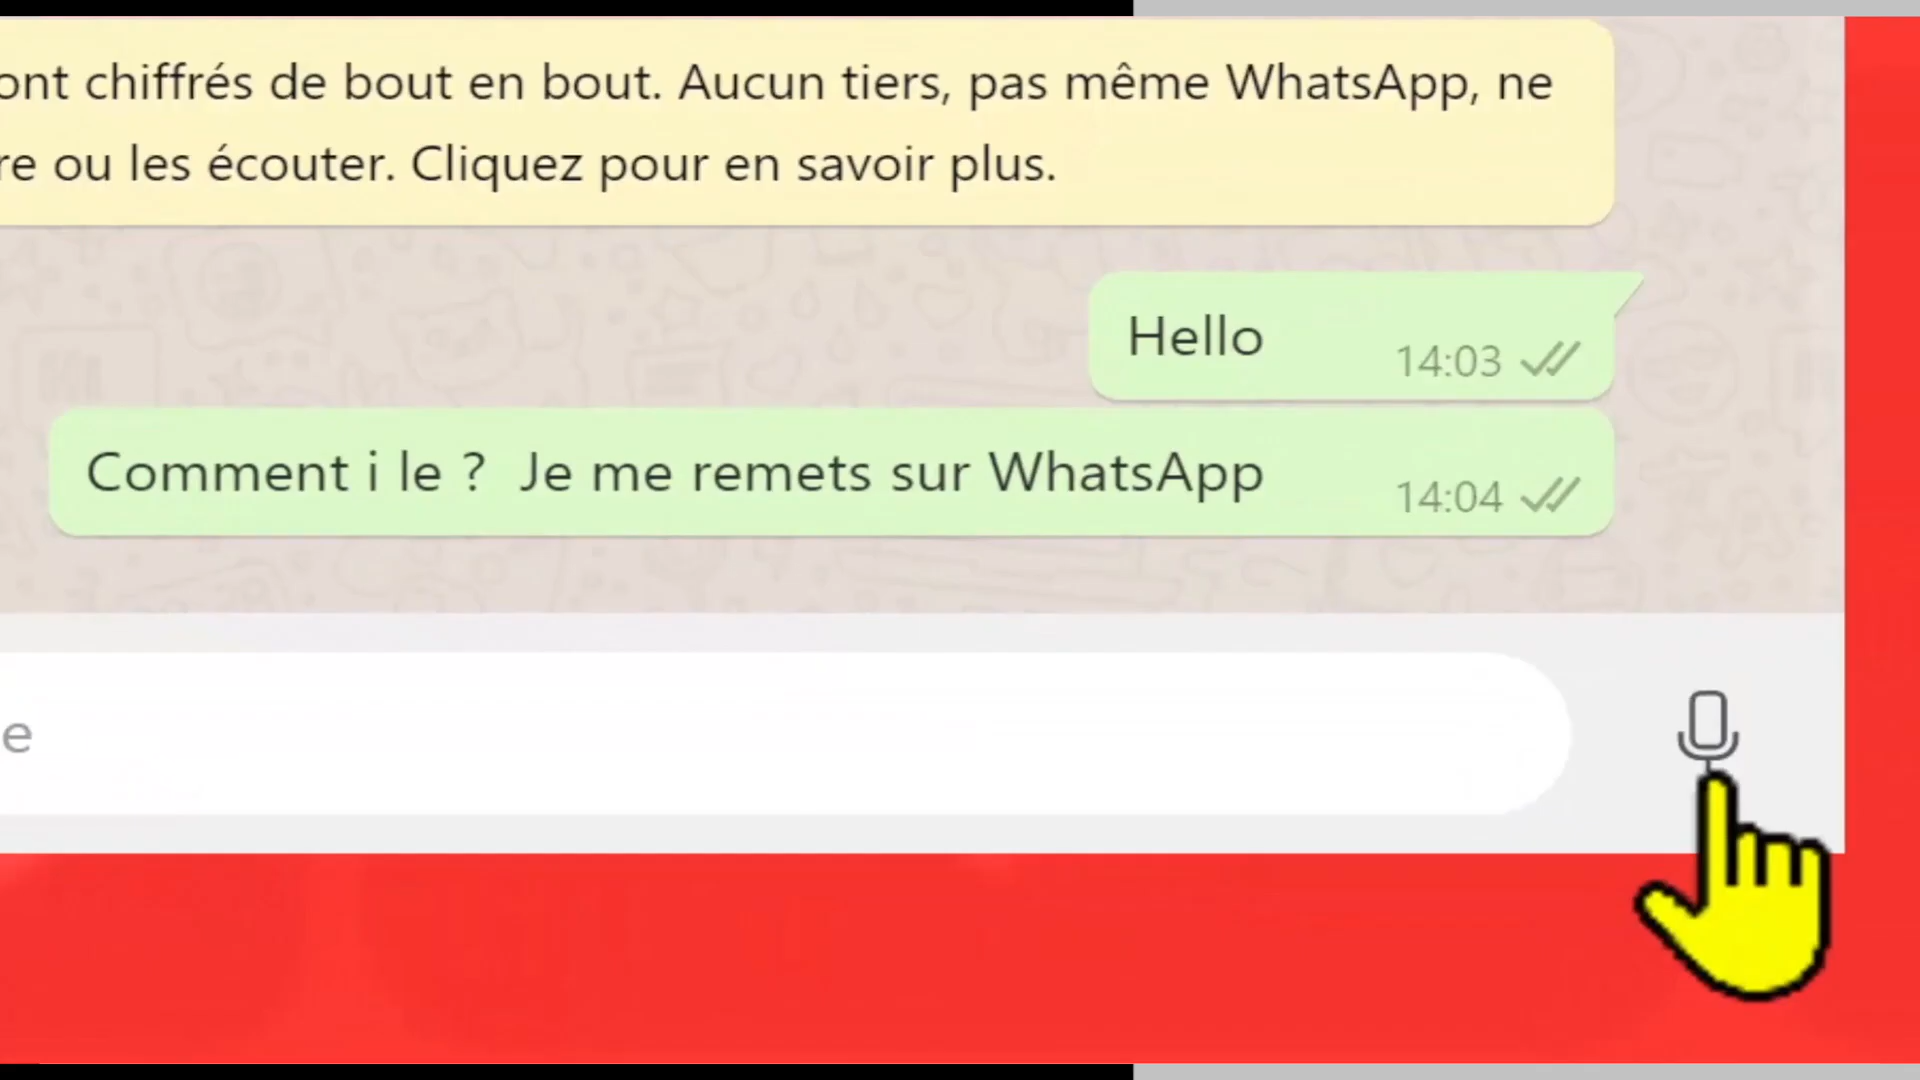 ont chiffrés de bout en bout. Aucun tiers, pas même WhatsApp, ne
re ou les écouter. Cliquez pour en savoir plus.
Hello 14:03
Comment i le ? Je me remets sur WhatsApp 14:04
e